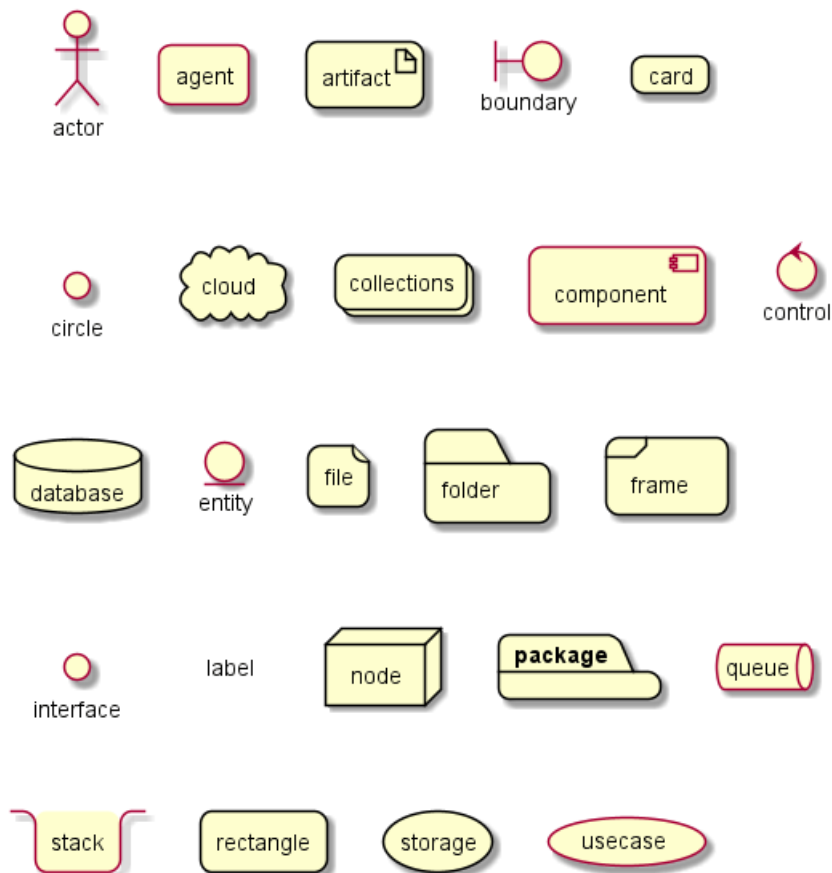 actor
agent
artifact
boundary
card
circle
cloud
collections
component
control
database
entity
file
folder
frame
interface
label
node
package
queue
stack
rectangle
storage
usecase